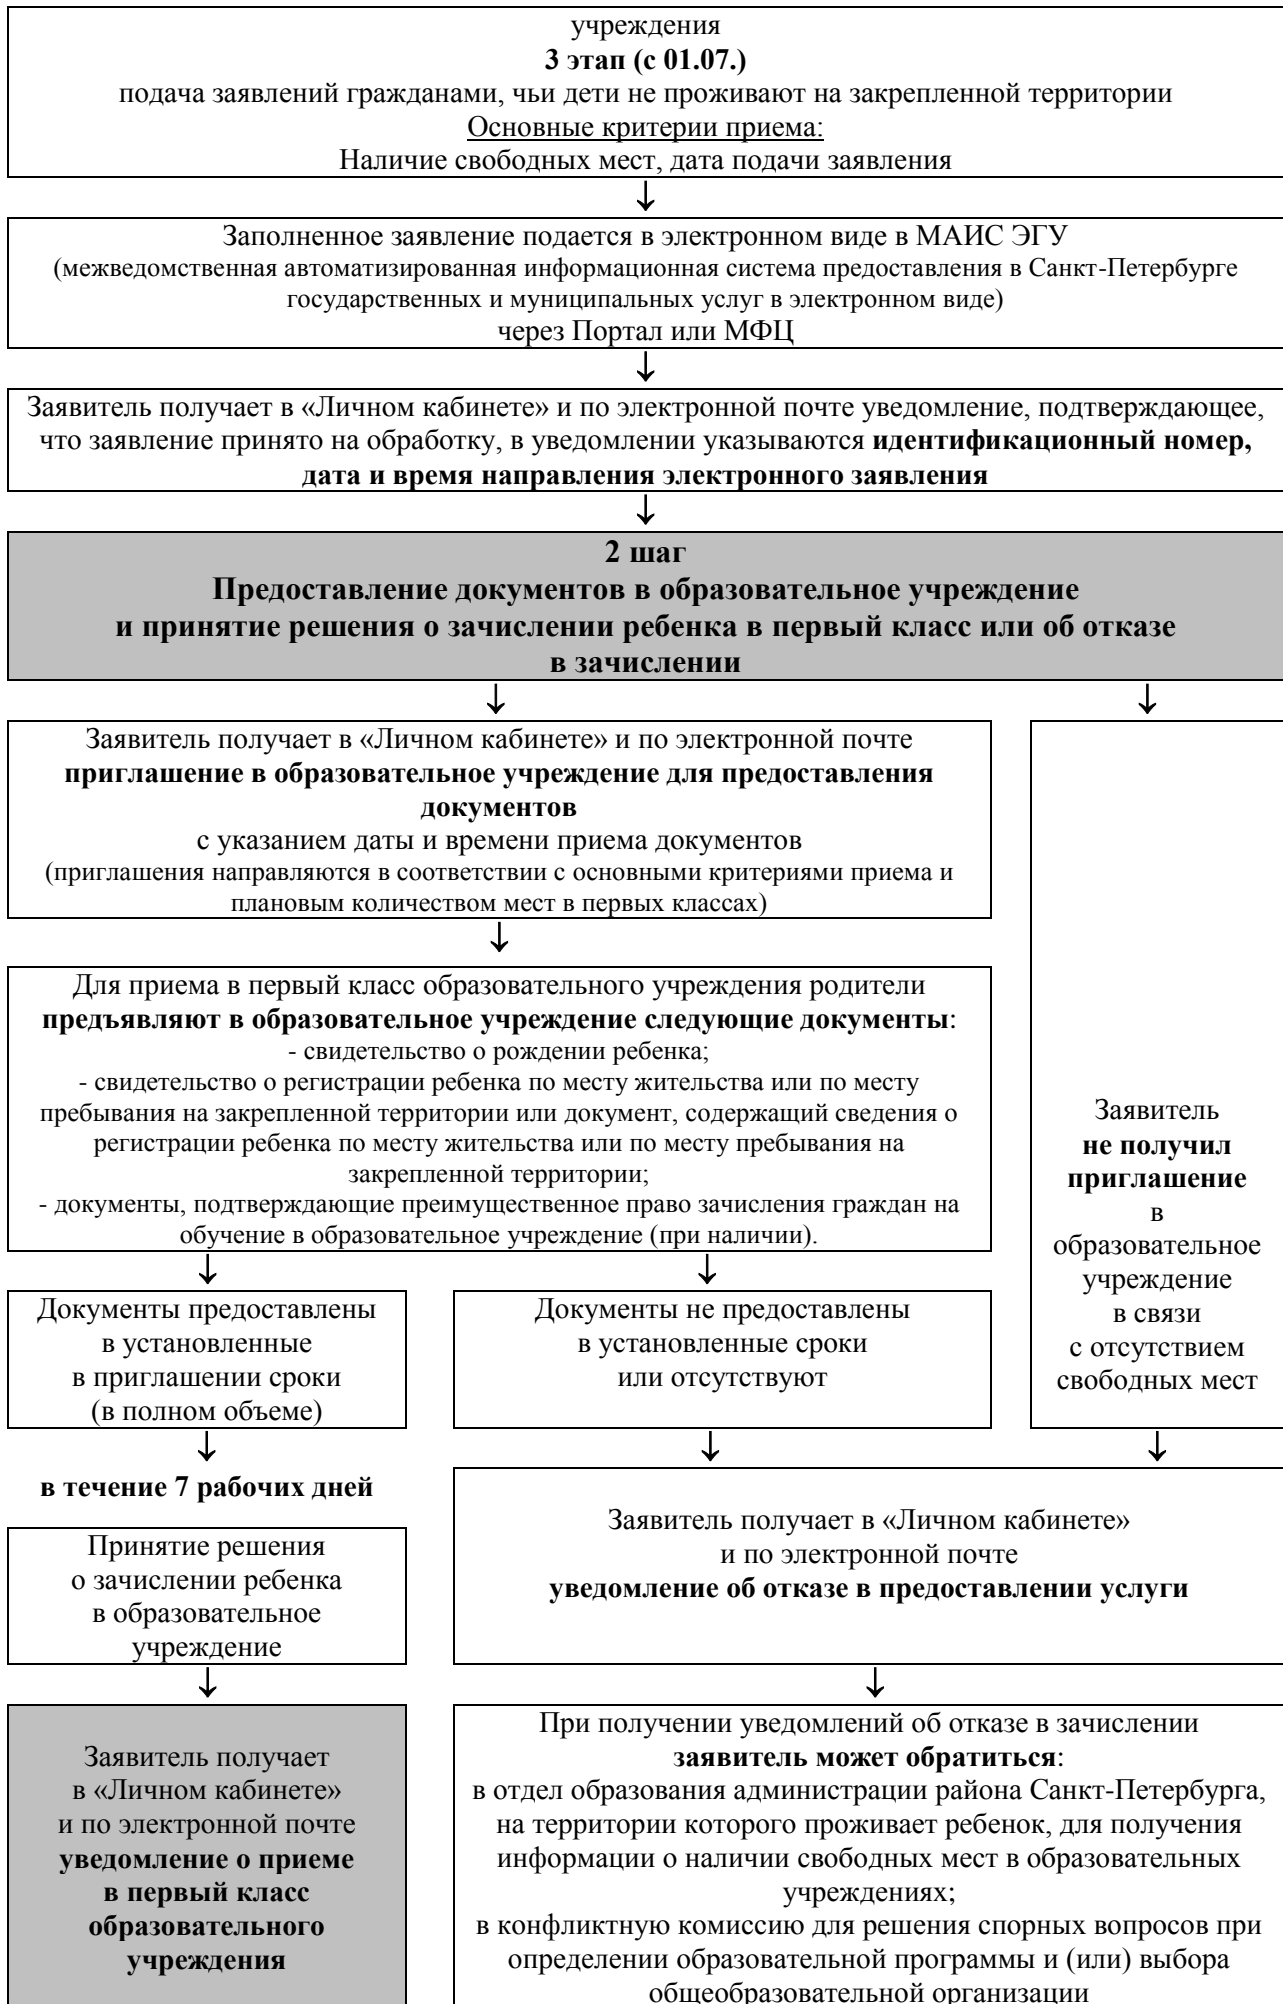 учреждения
3 этап (с 01.07.)
подача заявлений гражданами, чьи дети не проживают на закрепленной территории
Основные критерии приема:
Наличие свободных мест, дата подачи заявления
Заполненное заявление подается в электронном виде в МАИС ЭГУ
(межведомственная автоматизированная информационная система предоставления в Санкт-Петербурге
государственных и муниципальных услуг в электронном виде)
через Портал или МФЦ
Заявитель получает в «Личном кабинете» и по электронной почте уведомление, подтверждающее,
что заявление принято на обработку, в уведомлении указываются идентификационный номер,
дата и время направления электронного заявления
2 шаг
Предоставление документов в образовательное учреждение
и принятие решения о зачислении ребенка в первый класс или об отказе
в зачислении
Заявитель получает в «Личном кабинете» и по электронной почте
приглашение в образовательное учреждение для предоставления
документов
с указанием даты и времени приема документов
(приглашения направляются в соответствии с основными критериями приема и
плановым количеством мест в первых классах)
Для приема в первый класс образовательного учреждения родители
предъявляют в образовательное учреждение следующие документы:
- свидетельство о рождении ребенка;
- свидетельство о регистрации ребенка по месту жительства или по месту
пребывания на закрепленной территории или документ, содержащий сведения о
регистрации ребенка по месту жительства или по месту пребывания на
закрепленной территории;
- документы, подтверждающие преимущественное право зачисления граждан на
обучение в образовательное учреждение (при наличии).
Заявитель
не получил
приглашение
в
образовательное
учреждение
в связи
с отсутствием
свободных мест
Документы предоставлены
в установленные
в приглашении сроки
(в полном объеме)
Документы не предоставлены
в установленные сроки
или отсутствуют
в течение 7 рабочих дней
Принятие решения
о зачислении ребенка
в образовательное
учреждение
Заявитель получает в «Личном кабинете»
и по электронной почте
уведомление об отказе в предоставлении услуги
Заявитель получает
в «Личном кабинете»
и по электронной почте
уведомление о приеме
в первый класс
образовательного
учреждения
При получении уведомлений об отказе в зачислении
заявитель может обратиться:
в отдел образования администрации района Санкт-Петербурга,
на территории которого проживает ребенок, для получения
информации о наличии свободных мест в образовательных
учреждениях;
в конфликтную комиссию для решения спорных вопросов при
определении образовательной программы и (или) выбора
общеобразовательной организации